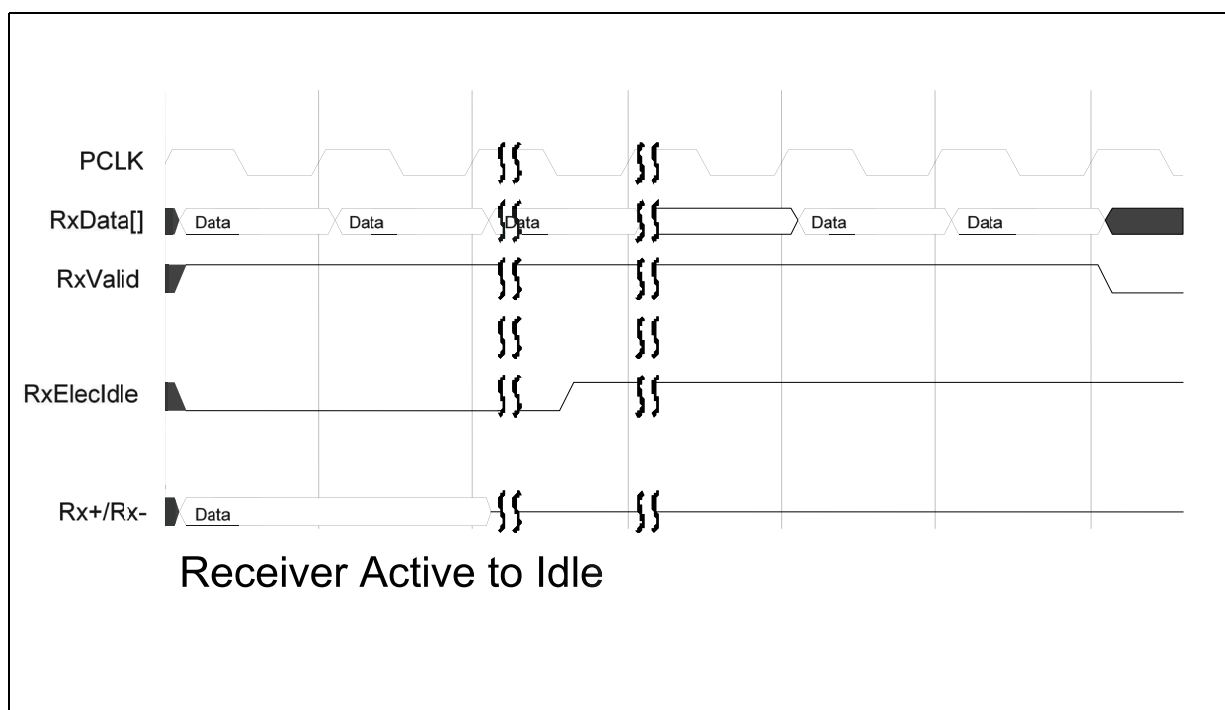 PCLK
RxData[] Data Data Data Data Data
RxValid
RxElecIdle
Rx+/Rx- Data
Receiver Active to Idle